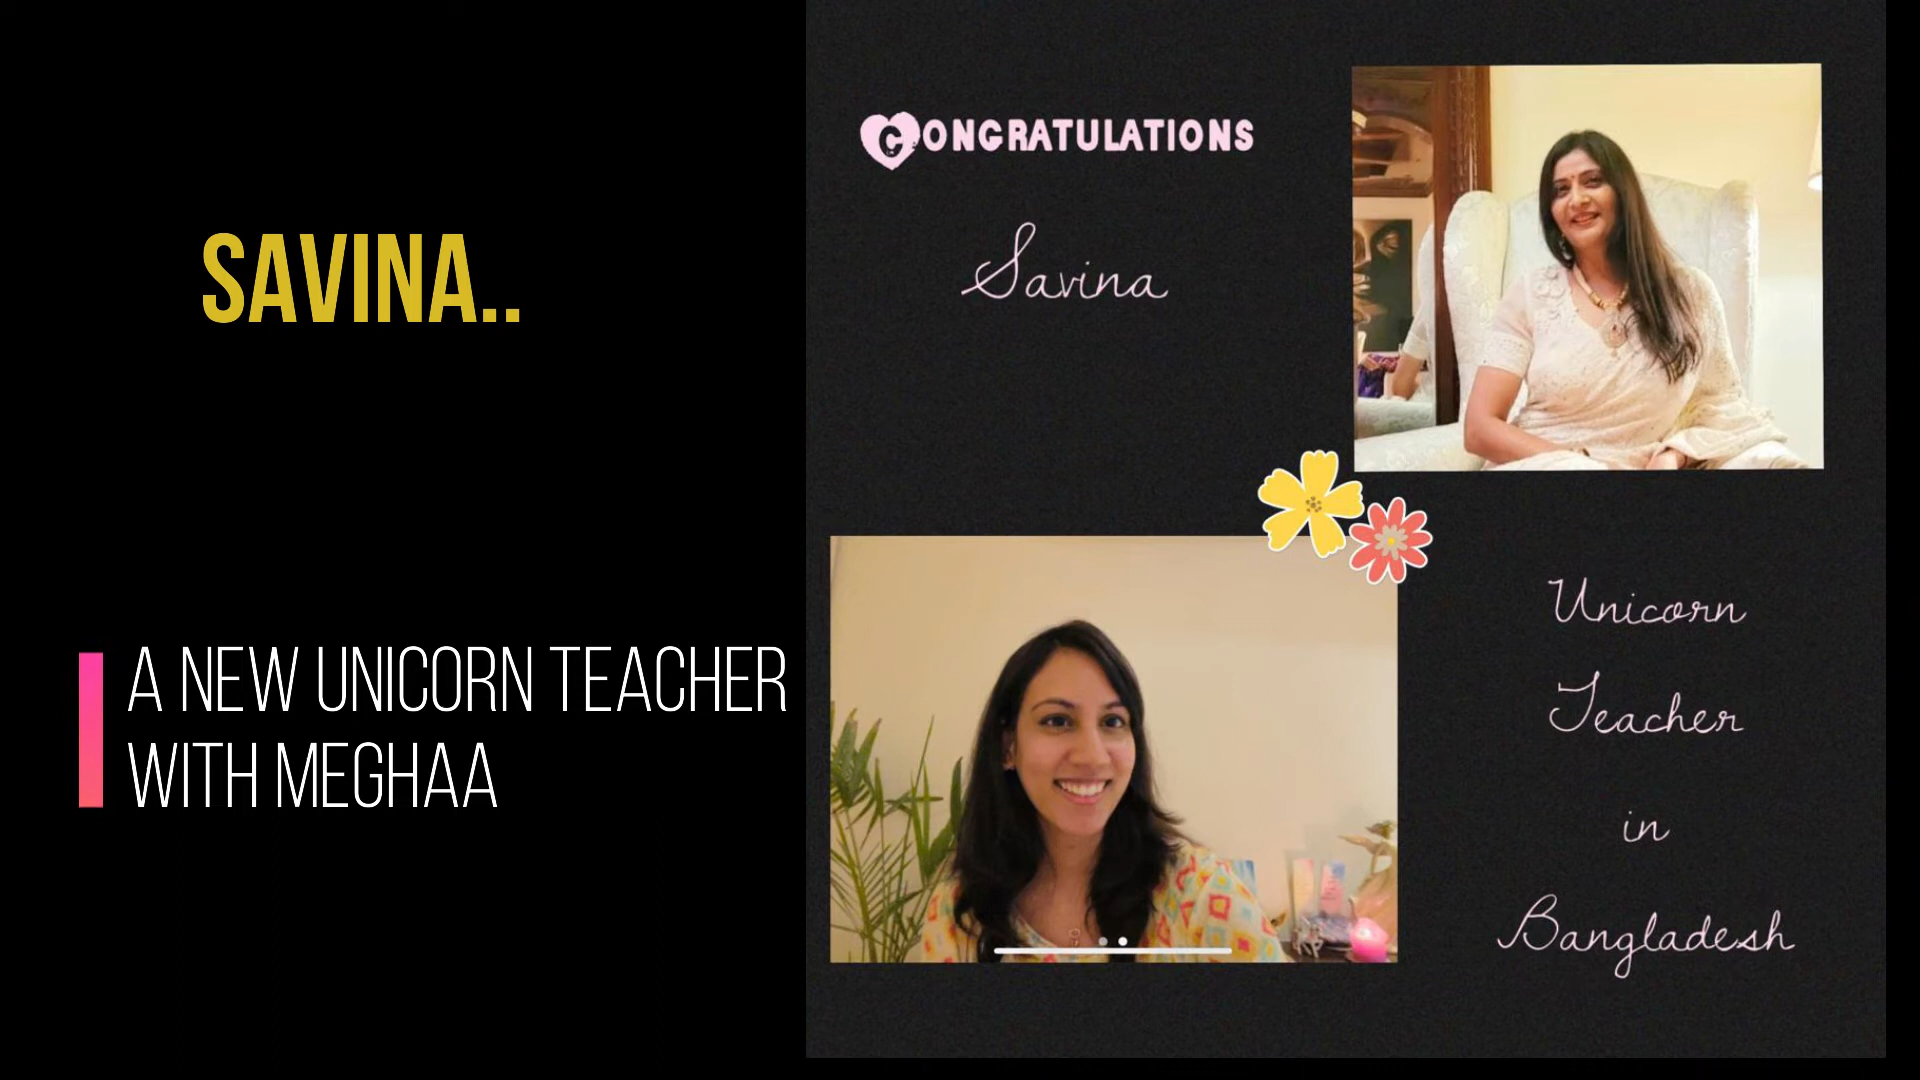 SAVINA..
A NEW UNICORN TEACHER
WITH MEGHAA
CONGRATULATIONS
Savina
Unicorn
Teacher
in
Bangladesh